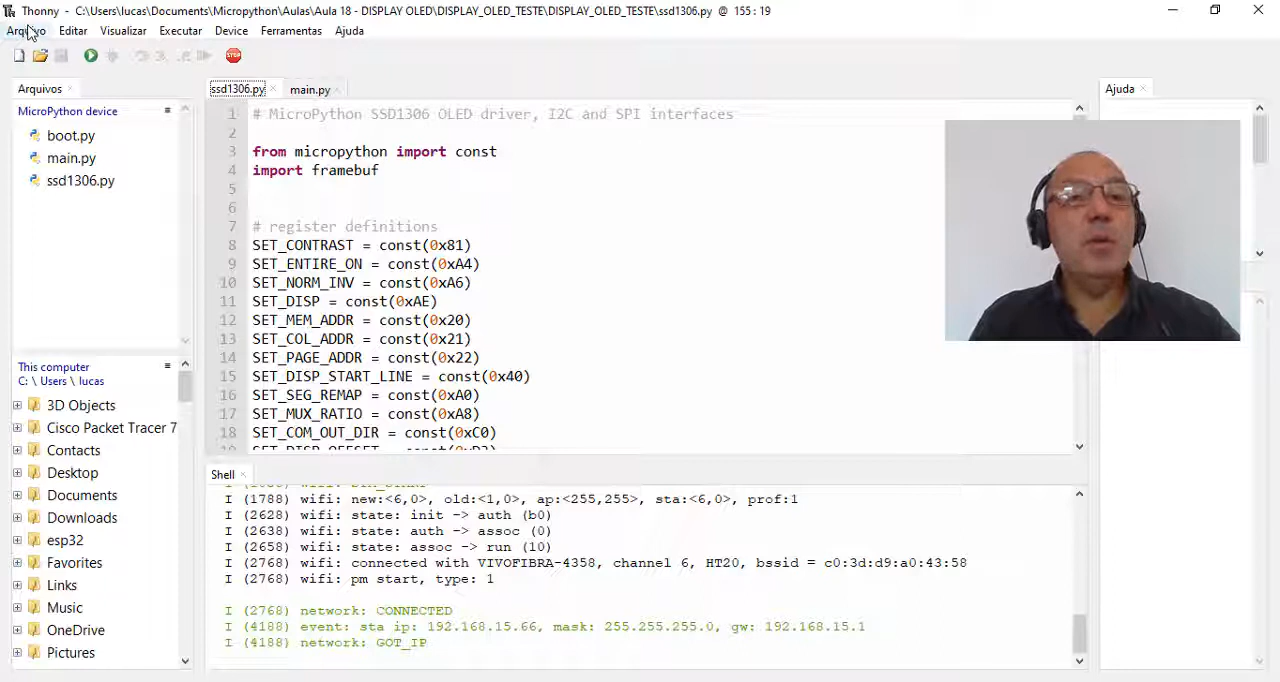 Thonny - C:\Users\lucas\Documents\Micropython\Aulas\Aula 18 - DISPLAY OLED\DISPLAY_OLED_TESTE\DISPLAY_OLED_TESTE\ssd1306.py @ 155 : 19
Arquivo Editar Visualizar Executar Device Ferramentas Ajuda
STOP
Arquivos
MicroPython device
boot.py
main.py
ssd1306.py
This computer
C: \ Users \ lucas
3D Objects
Cisco Packet Tracer 7
Contacts
Desktop
Documents
Downloads
esp32
Favorites
Links
Music
OneDrive
Pictures
ssd1306.py main.py
1 # MicroPython SSD1306 OLED driver, I2C and SPI interfaces
2
3 from micropython import const
4 import framebuf
5
6
7 # register definitions
8 SET_CONTRAST = const(0x81)
9 SET_ENTIRE_ON = const(0xA4)
10 SET_NORM_INV = const(0xA6)
11 SET_DISP = const(0xAE)
12 SET_MEM_ADDR = const(0x20)
13 SET_COL_ADDR = const(0x21)
14 SET_PAGE_ADDR = const(0x22)
15 SET_DISP_START_LINE = const(0x40)
16 SET_SEG_REMAP = const(0xA0)
17 SET_MUX_RATIO = const(0xA8)
18 SET_COM_OUT_DIR = const(0xC0)
Shell
I (1788) wifi: new:<6,0>, old:<1,0>, ap:<255,255>, sta:<6,0>, prof:1
I (2628) wifi: state: init -> auth (b0)
I (2638) wifi: state: auth -> assoc (0)
I (2658) wifi: state: assoc -> run (10)
I (2768) wifi: connected with VIVOFIBRA-4358, channel 6, HT20, bssid = c0:3d:d9:a0:43:58
I (2768) wifi: pm start, type: 1
I (2768) network: CONNECTED
I (4188) event: sta ip: 192.168.15.66, mask: 255.255.255.0, gw: 192.168.15.1
I (4188) network: GOT_IP
Ajuda